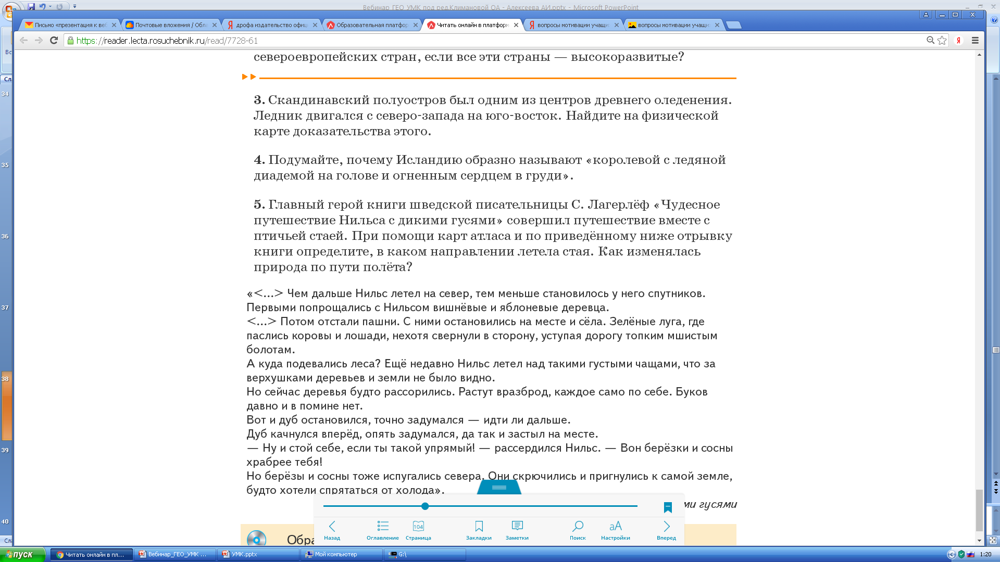 Вебинар_ГЕО_УМК под ред.Климановой ОА - Алексеева АИ.pptx - Microsoft PowerPoint
Письмо «презентация к веб
Почтовые вложения / Обла
дрофа издательство офиц
Образовательная платфор
Читать онлайн в платформ
вопросы мотивации учащи
вопросы мотивации учащи
https://reader.lecta.rosuchebnik.ru/read/7728-61
североевропейских стран, если все эти страны — высокоразвитые?
3. Скандинавский полуостров был одним из центров древнего оледенения.
Ледник двигался с северо-запада на юго-восток. Найдите на физической
карте доказательства этого.
4. Подумайте, почему Исландию образно называют «королевой с ледяной
диадемой на голове и огненным сердцем в груди».
5. Главный герой книги шведской писательницы С. Лагерлёф «Чудесное
путешествие Нильса с дикими гусями» совершил путешествие вместе с
птичьей стаей. При помощи карт атласа и по приведённому ниже отрывку
книги определите, в каком направлении летела стая. Как изменялась
природа по пути полёта?
«<...> Чем дальше Нильс летел на север, тем меньше становилось у него спутников.
Первыми попрощались с Нильсом вишнёвые и яблоневые деревца.
<...> Потом отстали пашни. С ними остановились на месте и сёла. Зелёные луга, где
паслись коровы и лошади, нехотя свернули в сторону, уступая дорогу топким мшистым
болотам.
А куда подевались леса? Ещё недавно Нильс летел над такими густыми чащами, что за
верхушками деревьев и земли не было видно.
Но сейчас деревья будто рассорились. Растут вразброд, каждое само по себе. Буков
давно и в помине нет.
Вот и дуб остановился, точно задумался — идти ли дальше.
Дуб качнулся вперёд, опять задумался, да так и застыл на месте.
— Ну и стой себе, если ты такой упрямый! — рассердился Нильс. — Вон берёзки и сосны
храбрее тебя!
Но берёзы и сосны тоже испугались севера. Они скрючились и пригнулись к самой земле,
будто хотели спрятаться от холода».
ми гусями
Обра
Назад
Оглавление
104
Страница
Закладки
Заметки
Поиск
аА
Настройки
Вперед
Вс
Сл
34
35
36
37
38
39
40
Сла
пуск
Читать онлайн в пл...
Вебинар_ГЕО_УМК ...
УМК.pptx
Мой компьютер
G:\
1:20